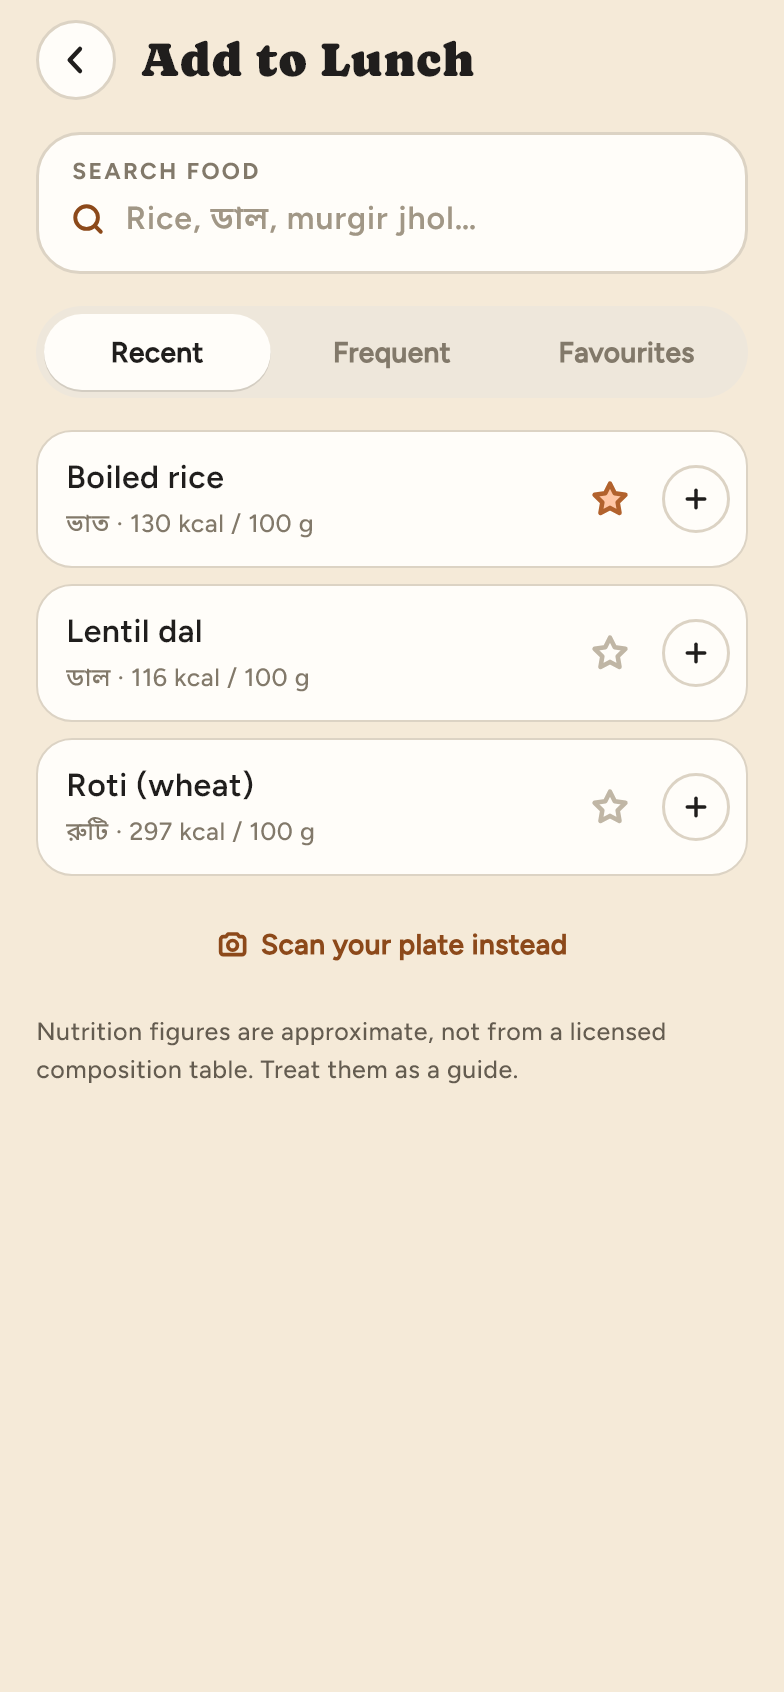 Add to Lunch
SEARCH FOOD
Rice, ডাল, murgir jhol...
Recent Frequent Favourites
Boiled rice
ভাত · 130 kcal / 100 g
Lentil dal
ডাল · 116 kcal / 100 g
Roti (wheat)
রুটি · 297 kcal / 100 g
Scan your plate instead
Nutrition figures are approximate, not from a licensed
composition table. Treat them as a guide.